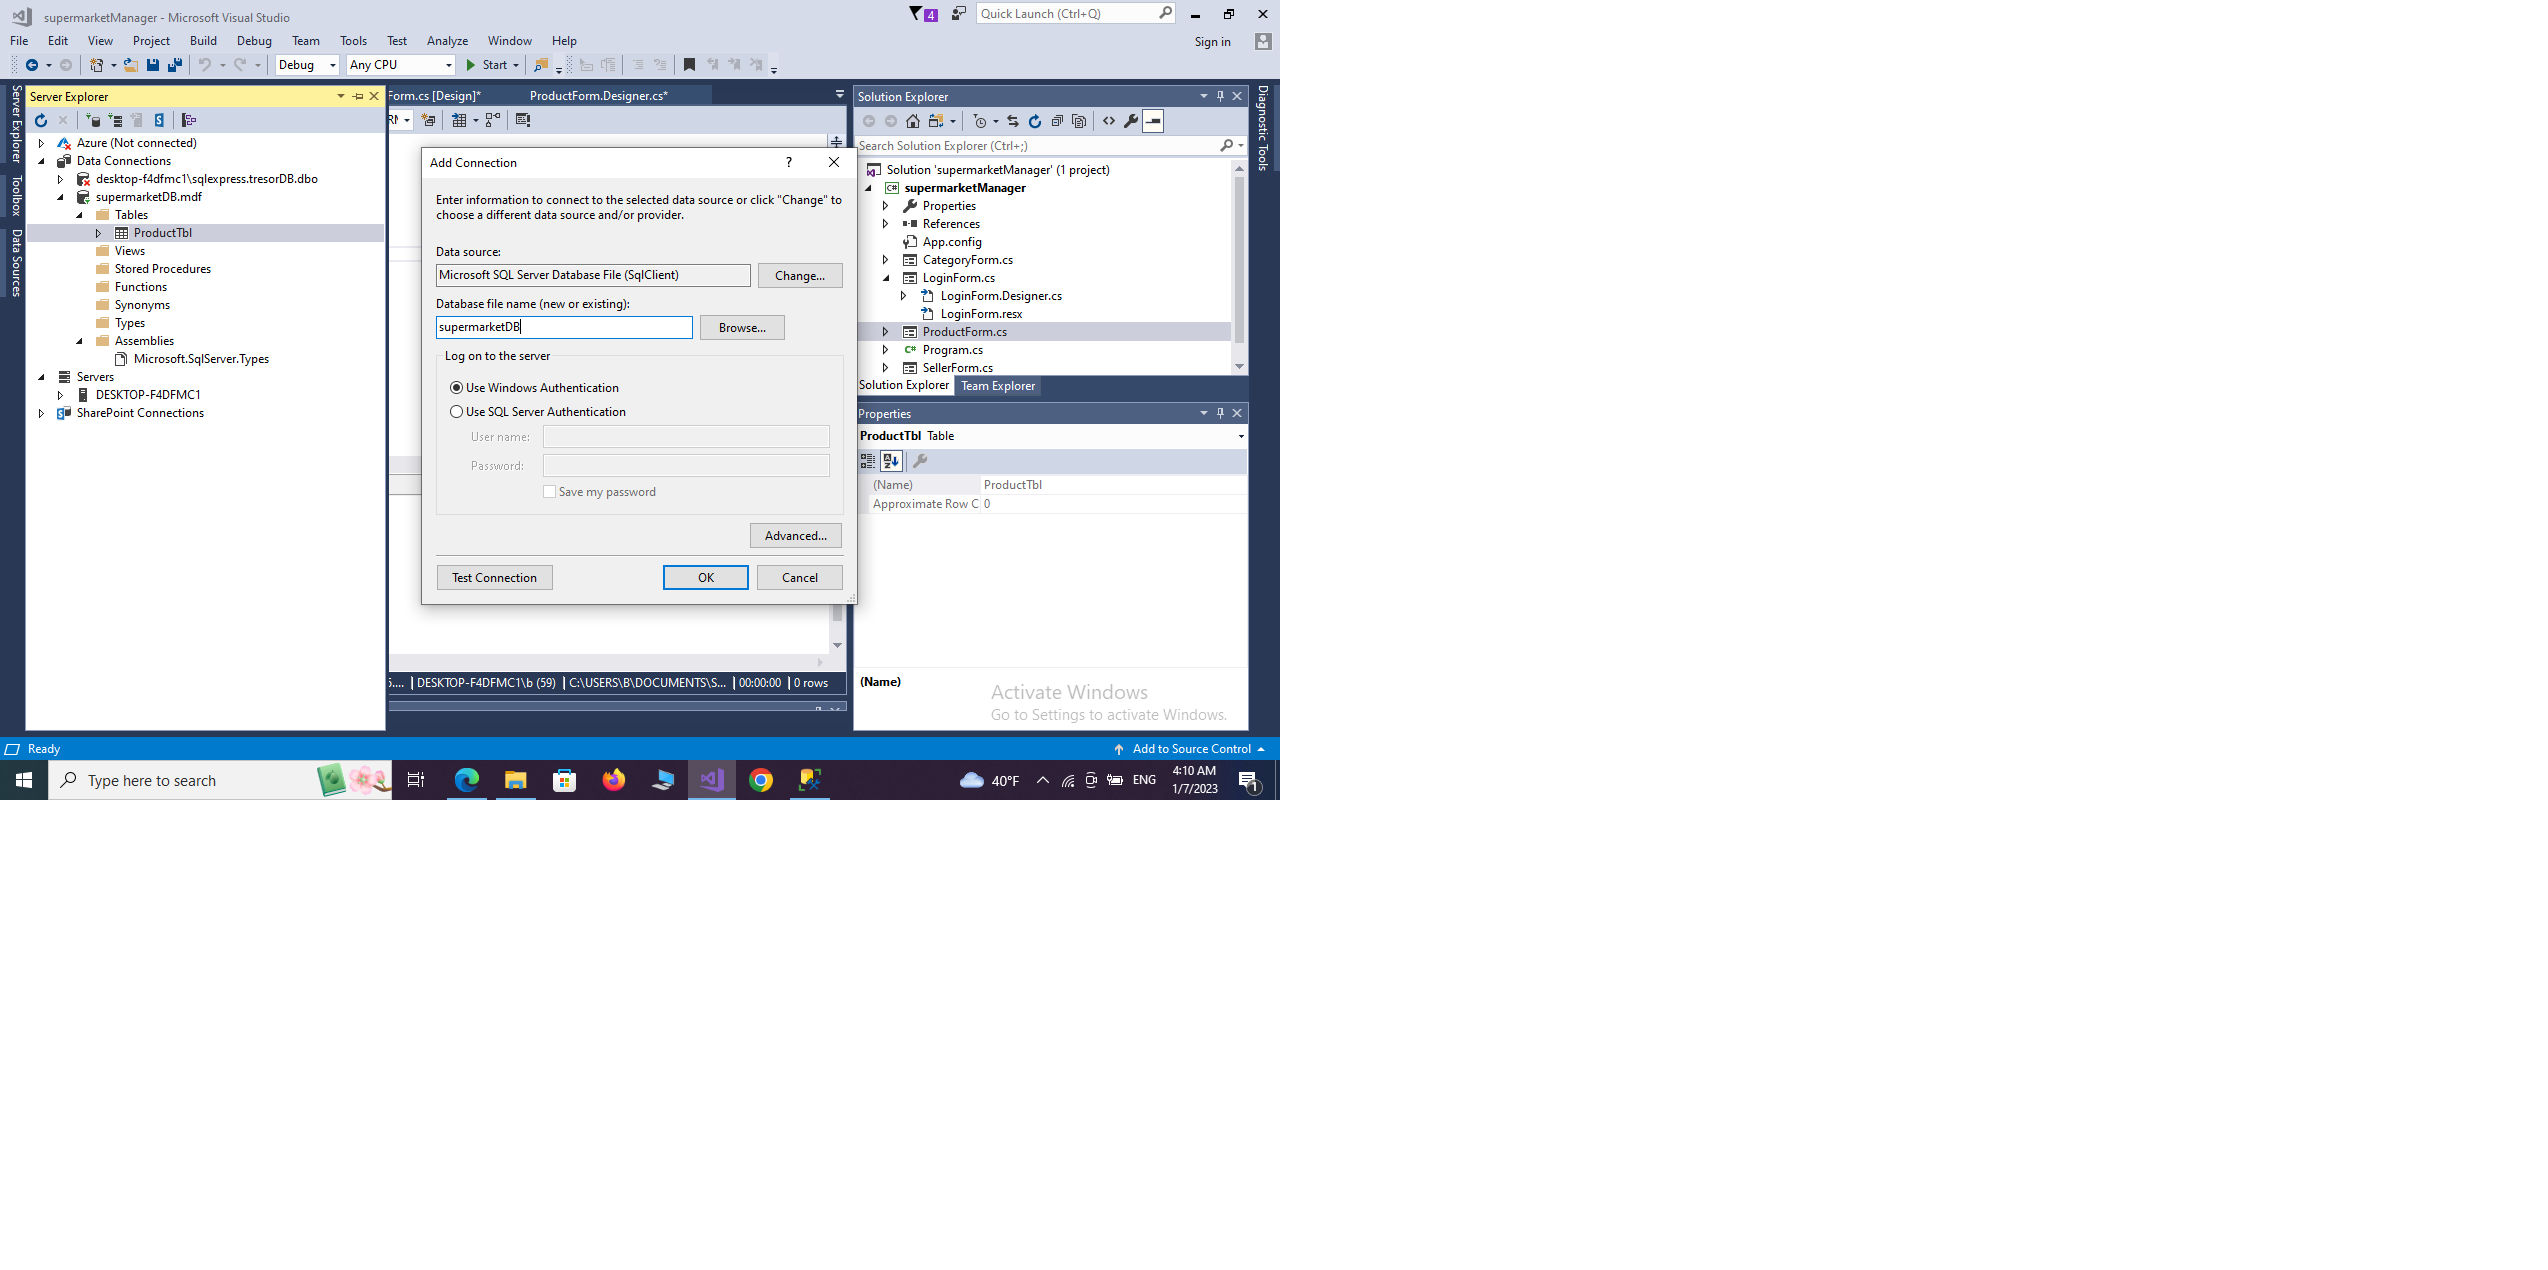 supermarketManager - Microsoft Visual Studio
4
Quick Launch (Ctrl+Q)
File Edit View Project Build Debug Team Tools Test Analyze Window Help
Sign in
Debug
Any CPU
Start
Server Explorer
Toolbox
Data Sources
Server Explorer
Azure (Not connected)
Data Connections
desktop-f4dfmc1\sqlexpress.tresorDB.dbo
supermarketDB.mdf
Tables
ProductTbl
Views
Stored Procedures
Functions
Synonyms
Types
Assemblies
Microsoft.SqlServer.Types
Servers
DESKTOP-F4DFMC1
SharePoint Connections
Form.cs [Design]*
ProductForm.Designer.cs*
Add Connection
?
Enter information to connect to the selected data source or click "Change" to
choose a different data source and/or provider.
Data source:
Microsoft SQL Server Database File (SqlClient)
Change...
Database file name (new or existing):
supermarketDB
Browse...
Log on to the server
Use Windows Authentication
Use SQL Server Authentication
User name:
Password:
Save my password
Advanced...
Test Connection
OK
Cancel
DESKTOP-F4DFMC1\b (59)
C:\USERS\B\DOCUMENTS\S...
00:00:00
0 rows
Solution Explorer
Search Solution Explorer (Ctrl+;)
Solution 'supermarketManager' (1 project)
supermarketManager
Properties
References
App.config
CategoryForm.cs
LoginForm.cs
LoginForm.Designer.cs
LoginForm.resx
ProductForm.cs
Program.cs
SellerForm.cs
Solution Explorer
Team Explorer
Properties
ProductTbl Table
(Name) ProductTbl
Approximate Row C 0
(Name)
Activate Windows
Go to Settings to activate Windows.
Diagnostic Tools
Ready
Add to Source Control
Type here to search
40°F
ENG
4:10 AM
1/7/2023
1